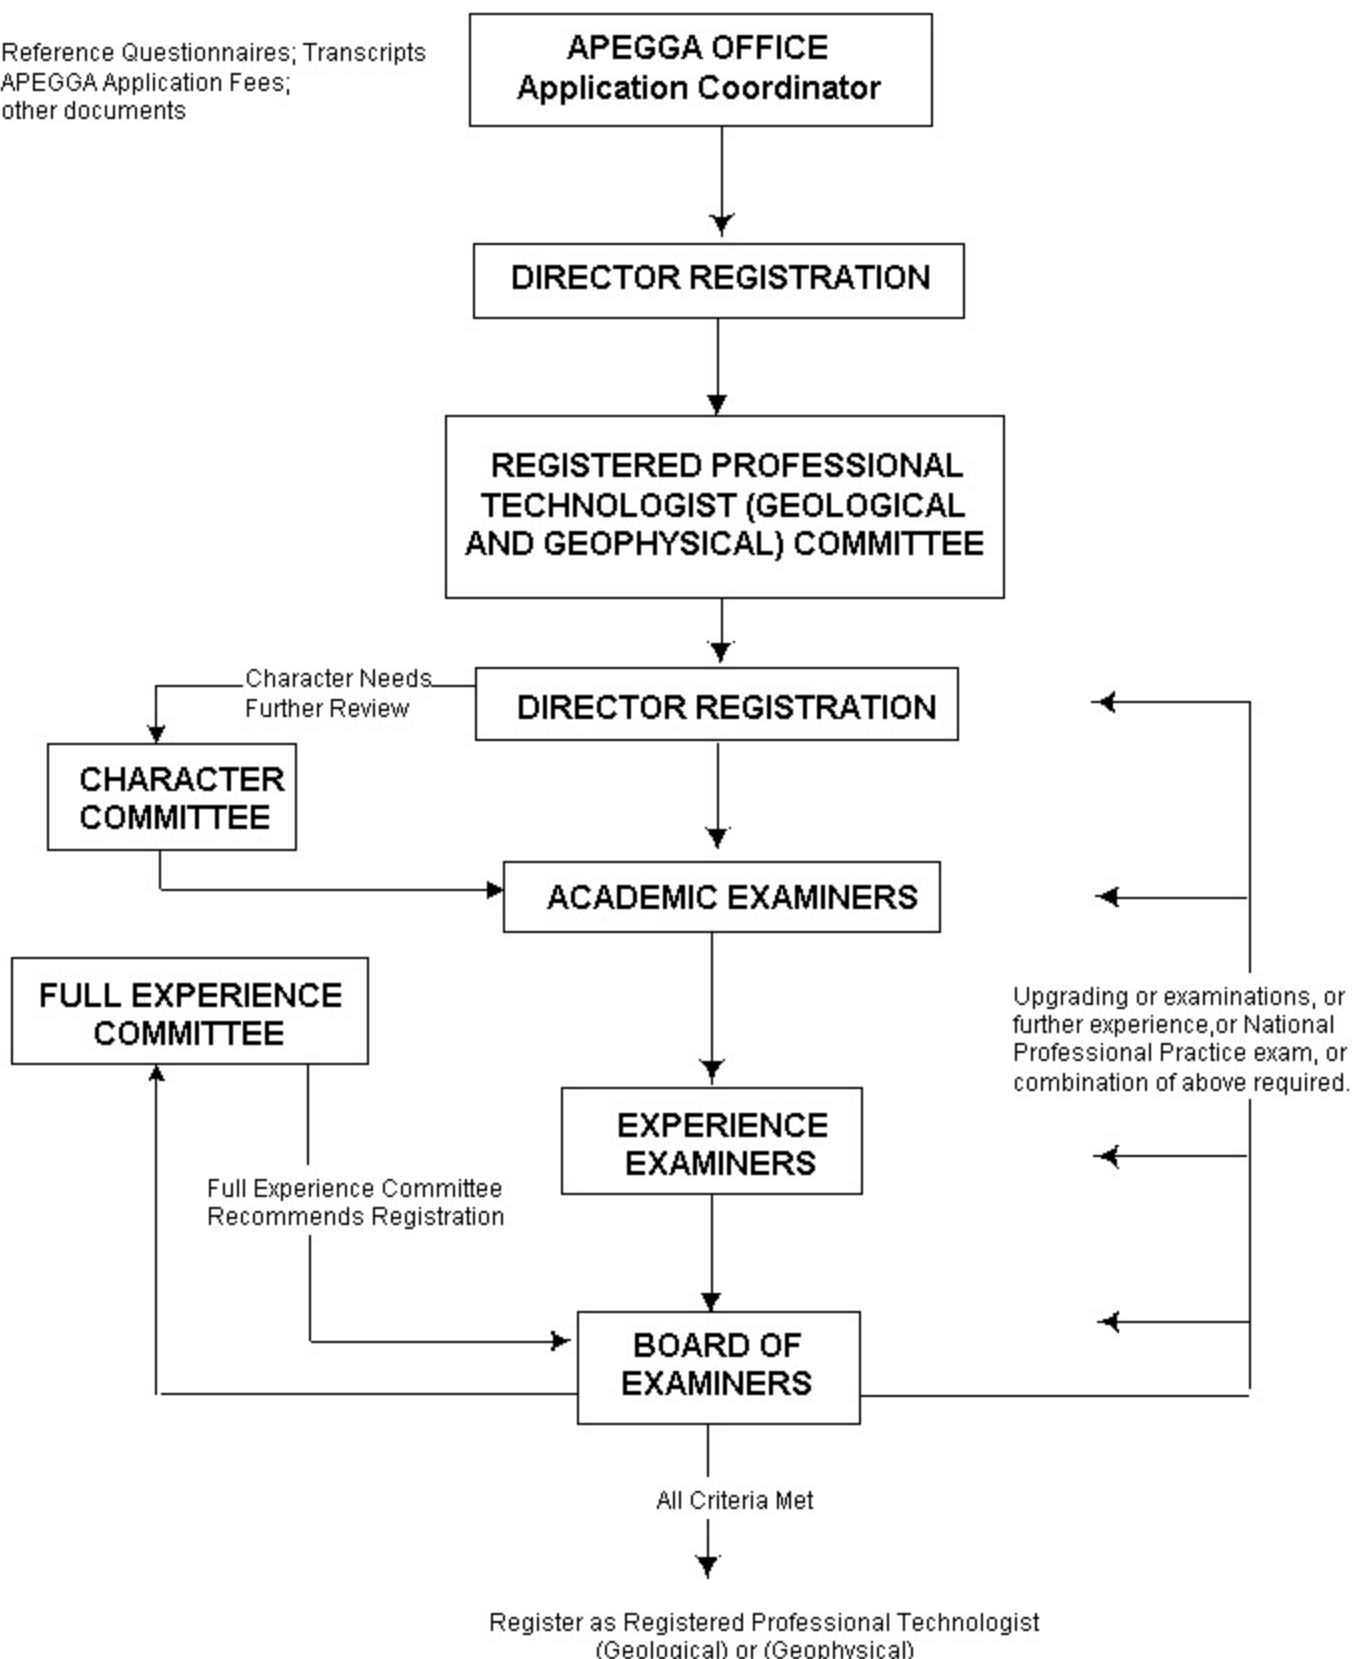 Reference Questionnaires; Transcripts
APEGGA Application Fees;
other documents
APEGGA OFFICE
Application Coordinator
DIRECTOR REGISTRATION
REGISTERED PROFESSIONAL
TECHNOLOGIST (GEOLOGICAL
AND GEOPHYSICAL) COMMITTEE
Character Needs
Further Review
DIRECTOR REGISTRATION
CHARACTER
COMMITTEE
ACADEMIC EXAMINERS
FULL EXPERIENCE
COMMITTEE
Upgrading or examinations, or
further experience,or National
Professional Practice exam, or
combination of above required.
EXPERIENCE
EXAMINERS
Full Experience Committee
Recommends Registration
BOARD OF
EXAMINERS
All Criteria Met
Register as Registered Professional Technologist
(Geological) or (Geophysical)